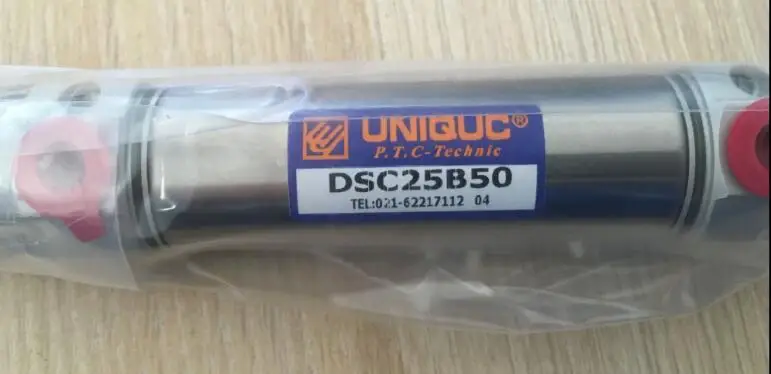 UNIQUC®
P.T.C-Technic
DSC25B50
TEL:021-62217112 04